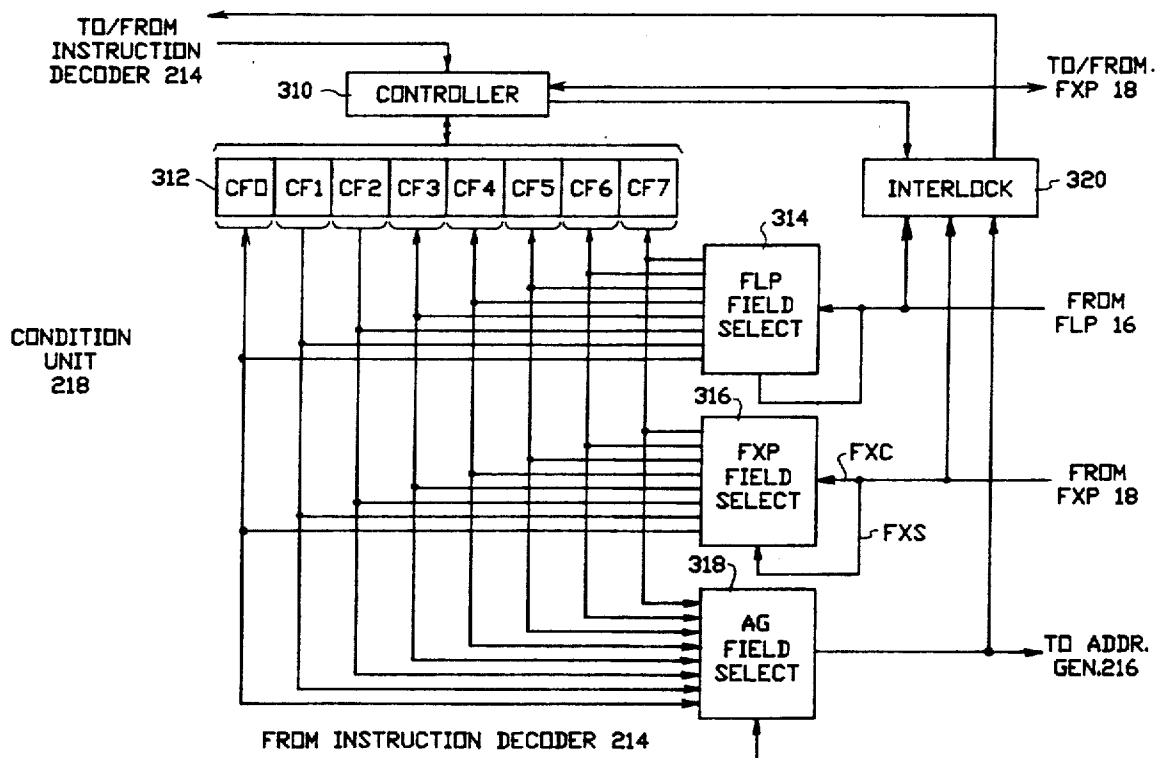 TO/FROM
INSTRUCTION
DECODER 214
310
CONTROLLER
TO/FROM.
FXP 18
312
CF0 CF1 CF2 CF3 CF4 CF5 CF6 CF7
INTERLOCK
320
314
FLP
FIELD
SELECT
FROM
FLP 16
CONDITION
UNIT
218
316
FXP
FIELD
SELECT
FXC
FROM
FXP 18
FXS
318
AG
FIELD
SELECT
TO ADDR.
GEN.216
FROM INSTRUCTION DECODER 214